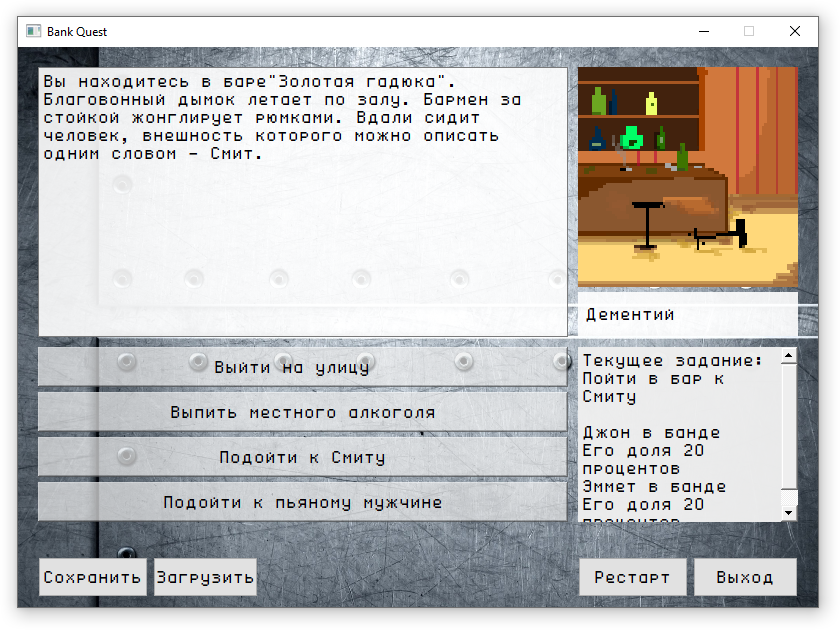 Bank Quest
Вы находитесь в баре"Золотая гадюка".
Благовонный дымок летает по залу. Бармен за
стойкой жонглирует рюмками. Вдали сидит
человек, внешность которого можно описать
одним словом - Смит.
Дементий
Выйти на улицу
Выпить местного алкоголя
Подойти к Смиту
Подойти к пьяному мужчине
Текущее задание:
Пойти в бар к
Смиту
Джон в банде
Его доля 20
процентов
Эммет в банде
Его доля 20
процентов
Сохранить
Загрузить
Рестарт
Выход